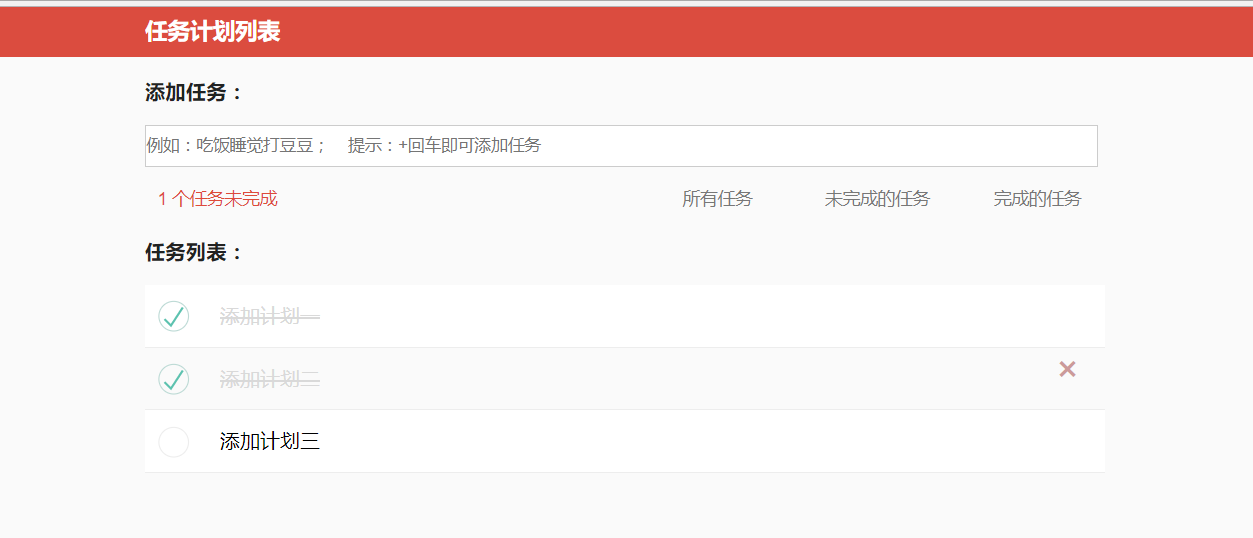 任务计划列表
添加任务：
例如：吃饭睡觉打豆豆； 提示：+回车即可添加任务
1 个任务未完成 所有任务 未完成的任务 完成的任务
任务列表：
添加计划一
添加计划二
添加计划三